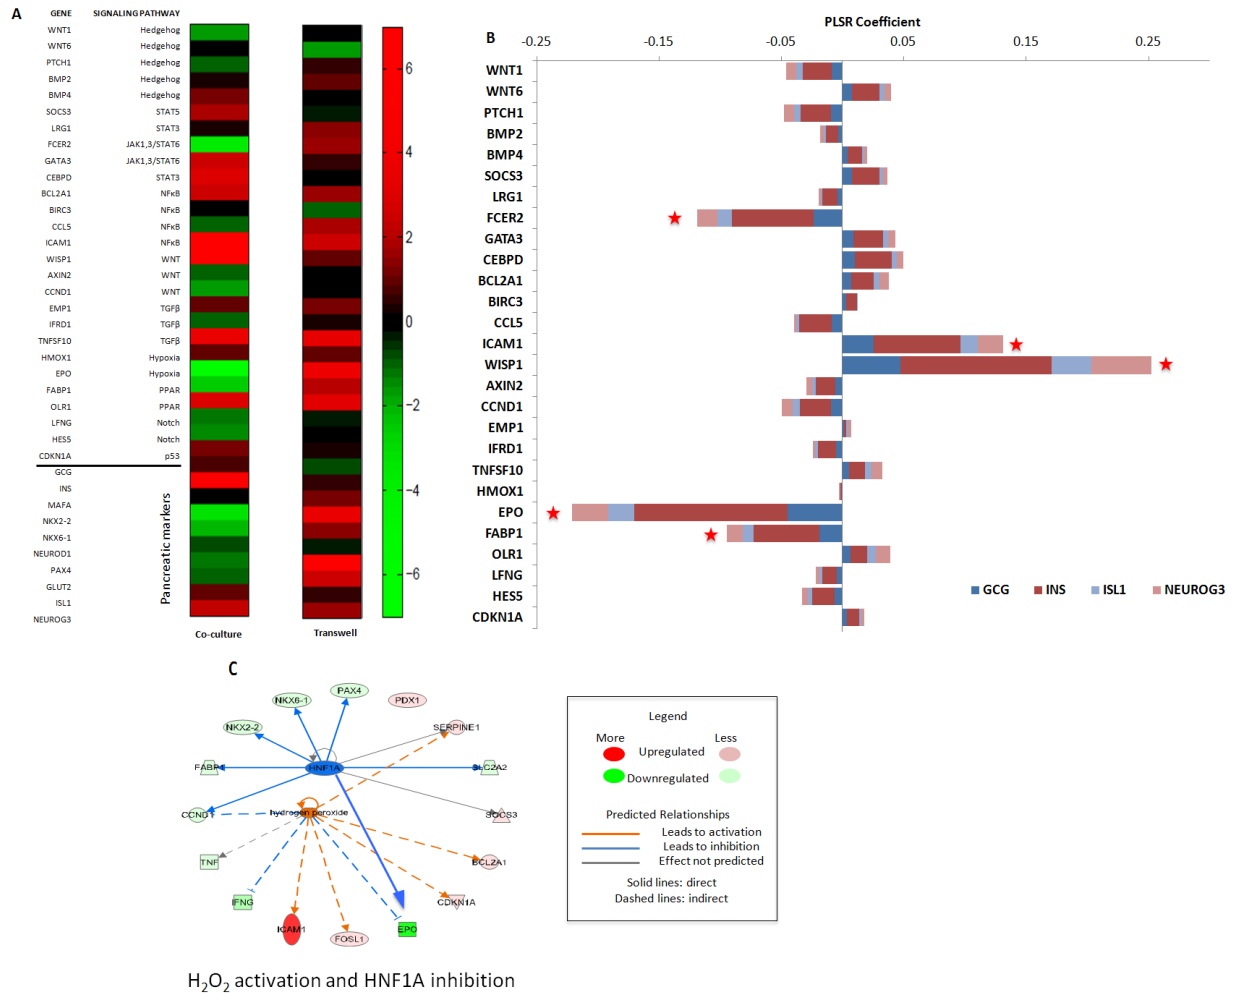 A
GENE SIGNALING PATHWAY
WNT1 Hedgehog
WNT6 Hedgehog
PTCH1 Hedgehog
BMP2 Hedgehog
BMP4 Hedgehog
SOCS3 STAT5
LRG1 STAT3
FCER2 JAK1,3/STAT6
GATA3 JAK1,3/STAT6
CEBPD STAT3
BCL2A1 NFκB
BIRC3 NFκB
CCL5 NFκB
ICAM1 NFκB
WISP1 WNT
AXIN2 WNT
CCND1 WNT
EMP1 TGFβ
IFRD1 TGFβ
TNFSF10 TGFβ
HMOX1 Hypoxia
EPO Hypoxia
FABP1 PPAR
OLR1 PPAR
LFNG Notch
HES5 Notch
CDKN1A p53
GCG
INS
MAFA
NKX2-2
NKX6-1
NEUROD1
PAX4
GLUT2
ISL1
NEUROG3
Pancreatic markers
Co-culture
Transwell
6
4
2
0
−2
−4
−6
B
PLSR Coefficient
-0.25 -0.15 -0.05 0.05 0.15 0.25
WNT1
WNT6
PTCH1
BMP2
BMP4
SOCS3
LRG1
FCER2
GATA3
CEBPD
BCL2A1
BIRC3
CCL5
ICAM1
WISP1
AXIN2
CCND1
EMP1
IFRD1
TNFSF10
HMOX1
EPO
FABP1
OLR1
LFNG
HES5
CDKN1A
GCG INS ISL1 NEUROG3
C
PAX4
NKX6-1
PDX1
NKX2-2
SERPINE1
FABP1
HNF1A
SLC2A2
CCND1
hydrogen peroxide
SOCS3
TNF
BCL2A1
IFNG
CDKN1A
ICAM1
FOSL1
EPO
H₂O₂ activation and HNF1A inhibition
Legend
More Less
Upregulated
Downregulated
Predicted Relationships
Leads to activation
Leads to inhibition
Effect not predicted
Solid lines: direct
Dashed lines: indirect